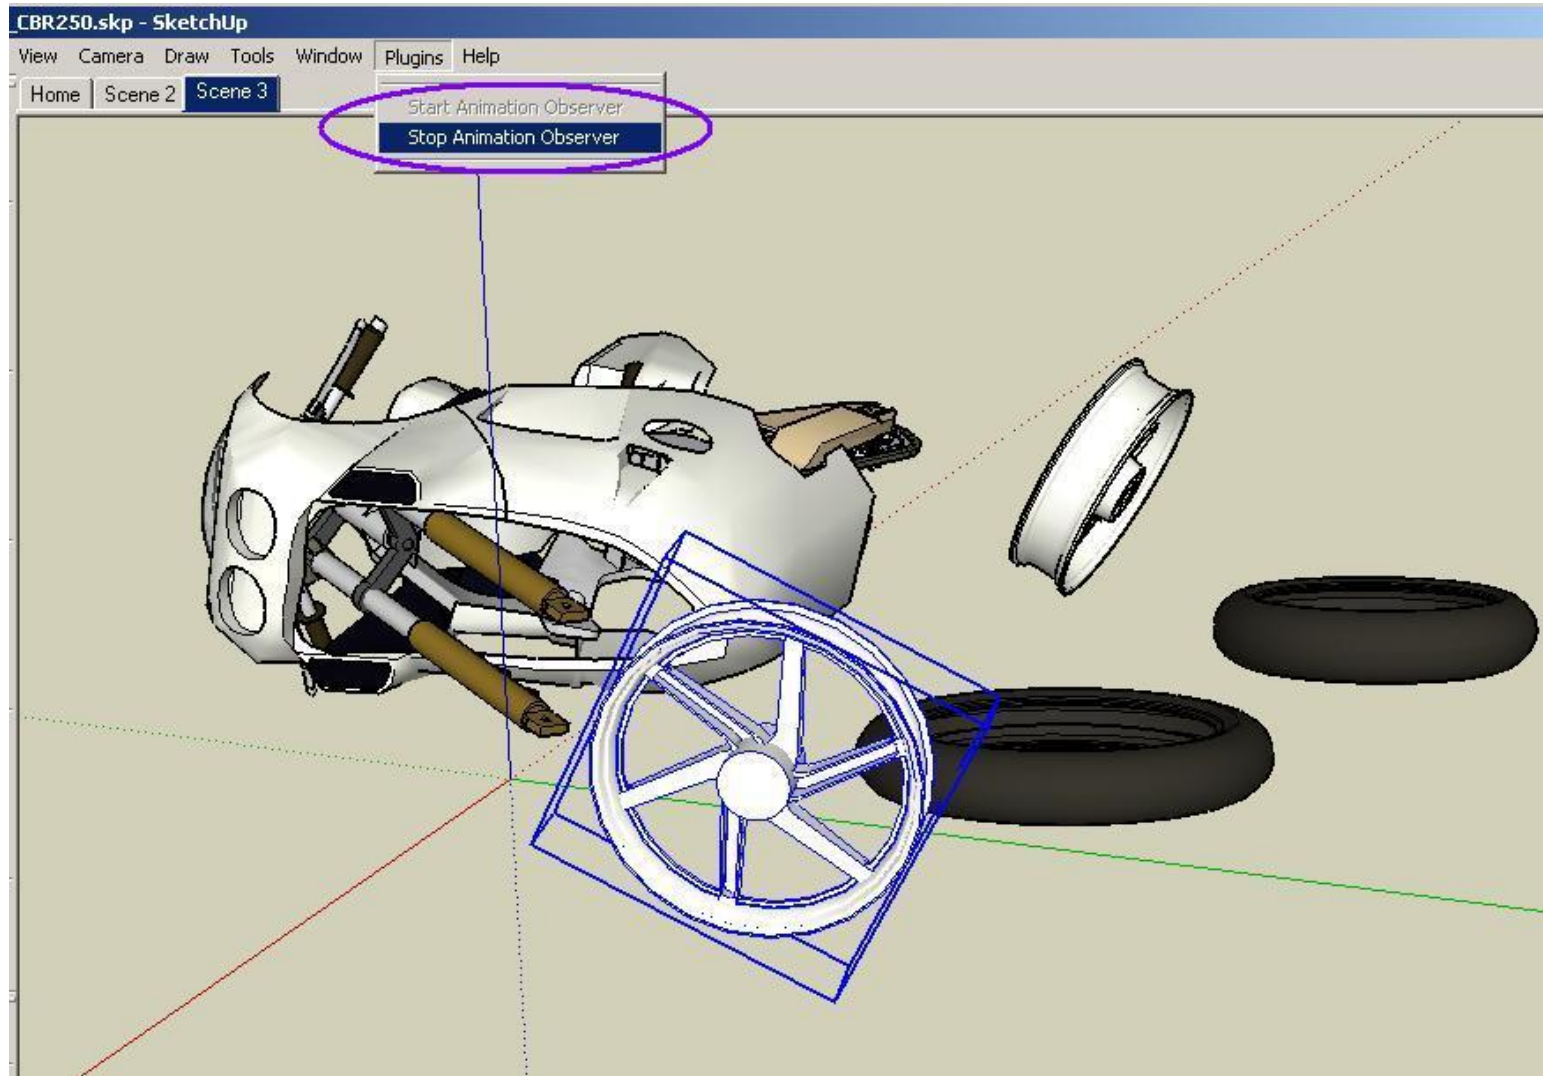 _CBR250.skp - SketchUp
View Camera Draw Tools Window Plugins Help
Home Scene 2 Scene 3
Start Animation Observer
Stop Animation Observer